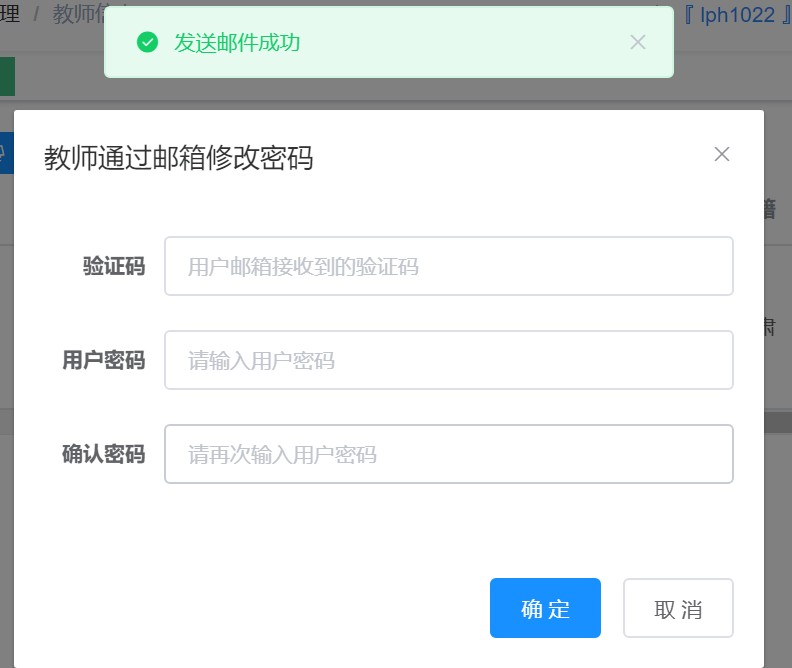 理 / 教师信
『 lph1022 』
发送邮件成功
教师通过邮箱修改密码
籍
验证码 用户邮箱接收到的验证码
肃
用户密码 请输入用户密码
确认密码 请再次输入用户密码
确 定 取 消